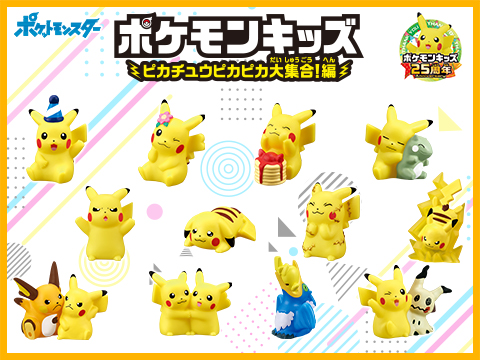 ポケットモンスター
ポケモンキッズ
だいしゅうごう へん
ピカチュウピカピカ大集合!編
THANK YOU
ポケモンキッズ
25周年